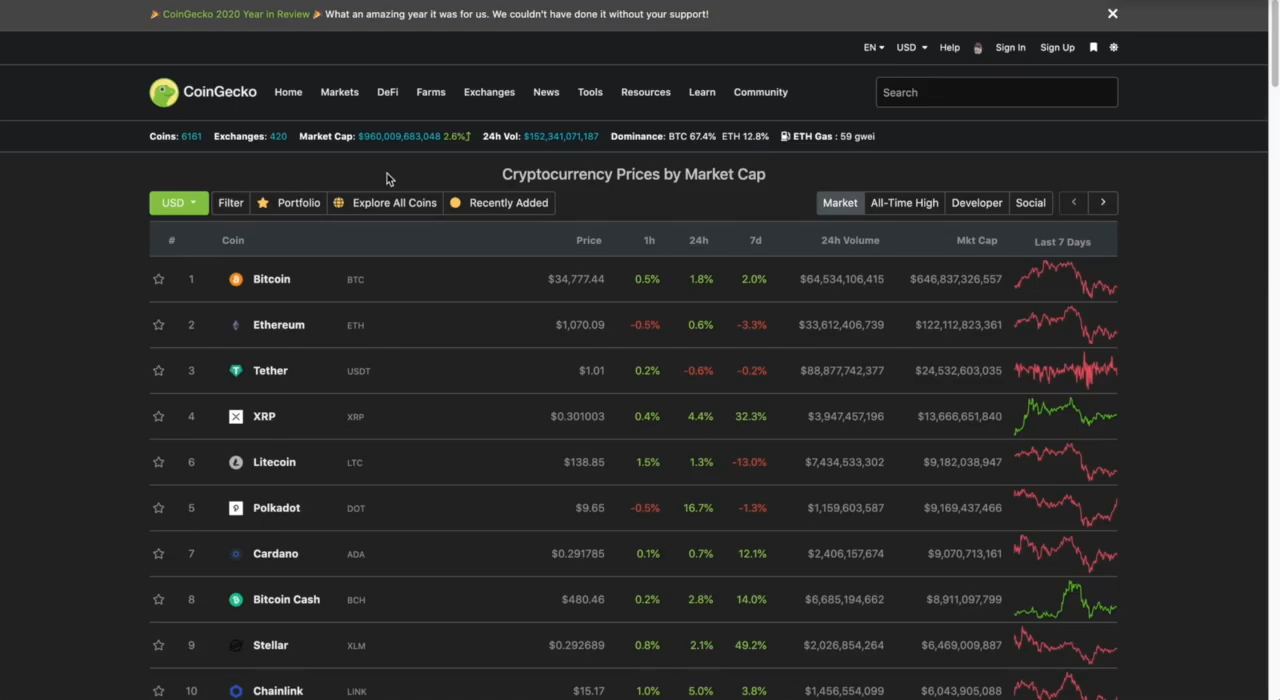 🎉 CoinGecko 2020 Year in Review 🎉 What an amazing year it was for us. We couldn't have done it without your support!
EN USD Help Sign In Sign Up
CoinGecko Home Markets DeFi Farms Exchanges News Tools Resources Learn Community Search
Coins: 6161 Exchanges: 420 Market Cap: $960,009,683,048 2.6% 24h Vol: $152,341,071,187 Dominance: BTC 67.4% ETH 12.8% ETH Gas : 59 gwei
Cryptocurrency Prices by Market Cap
USD Filter Portfolio Explore All Coins Recently Added Market All-Time High Developer Social
# Coin Price 1h 24h 7d 24h Volume Mkt Cap Last 7 Days
1 Bitcoin BTC $34,777.44 0.5% 1.8% 2.0% $64,534,106,415 $646,837,326,557
2 Ethereum ETH $1,070.09 -0.5% 0.6% -3.3% $33,612,406,739 $122,112,823,361
3 Tether USDT $1.01 0.2% -0.6% -0.2% $88,877,742,377 $24,532,603,035
4 XRP XRP $0.301003 0.4% 4.4% 32.3% $3,947,457,196 $13,666,651,840
6 Litecoin LTC $138.85 1.5% 1.3% -13.0% $7,434,533,302 $9,182,038,947
5 Polkadot DOT $9.65 -0.5% 16.7% -1.3% $1,159,603,587 $9,169,437,466
7 Cardano ADA $0.291785 0.1% 0.7% 12.1% $2,406,157,674 $9,070,713,161
8 Bitcoin Cash BCH $480.46 0.2% 2.8% 14.0% $6,685,194,662 $8,911,097,799
9 Stellar XLM $0.292689 0.8% 2.1% 49.2% $2,026,854,264 $6,469,009,887
10 Chainlink LINK $15.17 1.0% 5.0% 3.8% $1,456,554,099 $6,043,905,088